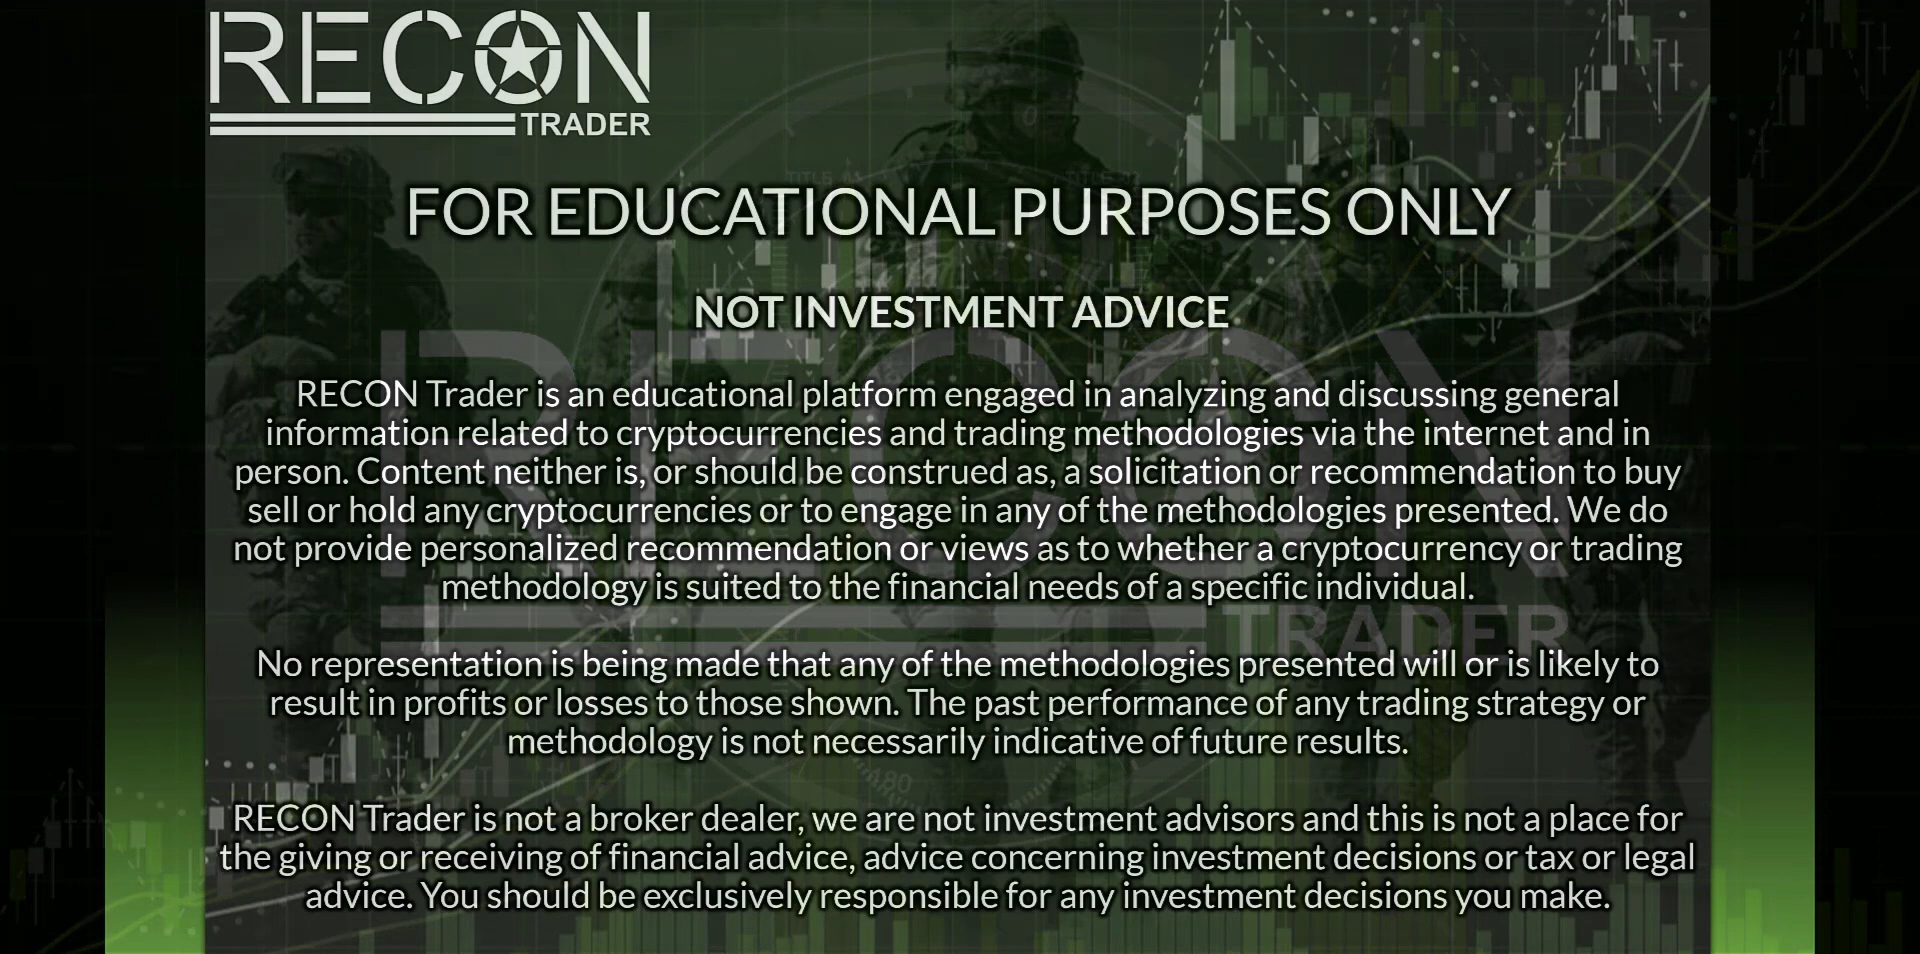 RECON
TRADER
FOR EDUCATIONAL PURPOSES ONLY
NOT INVESTMENT ADVICE
RECON Trader is an educational platform engaged in analyzing and discussing general
information related to cryptocurrencies and trading methodologies via the internet and in
person. Content neither is, or should be construed as, a solicitation or recommendation to buy
sell or hold any cryptocurrencies or to engage in any of the methodologies presented. We do
not provide personalized recommendation or views as to whether a cryptocurrency or trading
methodology is suited to the financial needs of a specific individual.
RECON
TRADER
No representation is being made that any of the methodologies presented will or is likely to
result in profits or losses to those shown. The past performance of any trading strategy or
methodology is not necessarily indicative of future results.
RECON Trader is not a broker dealer, we are not investment advisors and this is not a place for
the giving or receiving of financial advice, advice concerning investment decisions or tax or legal
advice. You should be exclusively responsible for any investment decisions you make.